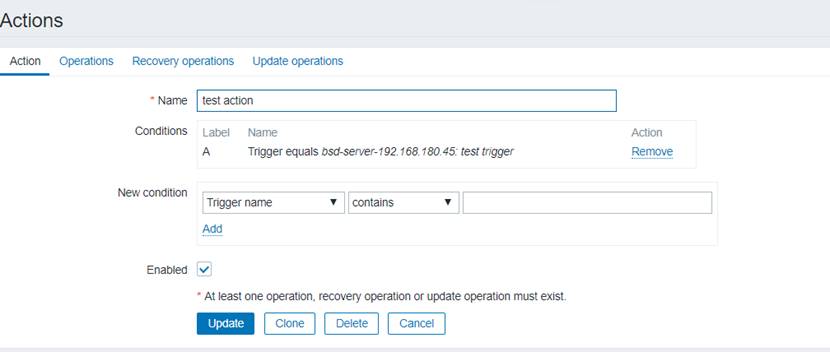 Actions
Action Operations Recovery operations Update operations
* Name test action
Conditions Label Name Action
A Trigger equals bsd-server-192.168.180.45: test trigger Remove
New condition Trigger name ▼ contains ▼
Add
Enabled
* At least one operation, recovery operation or update operation must exist.
Update Clone Delete Cancel